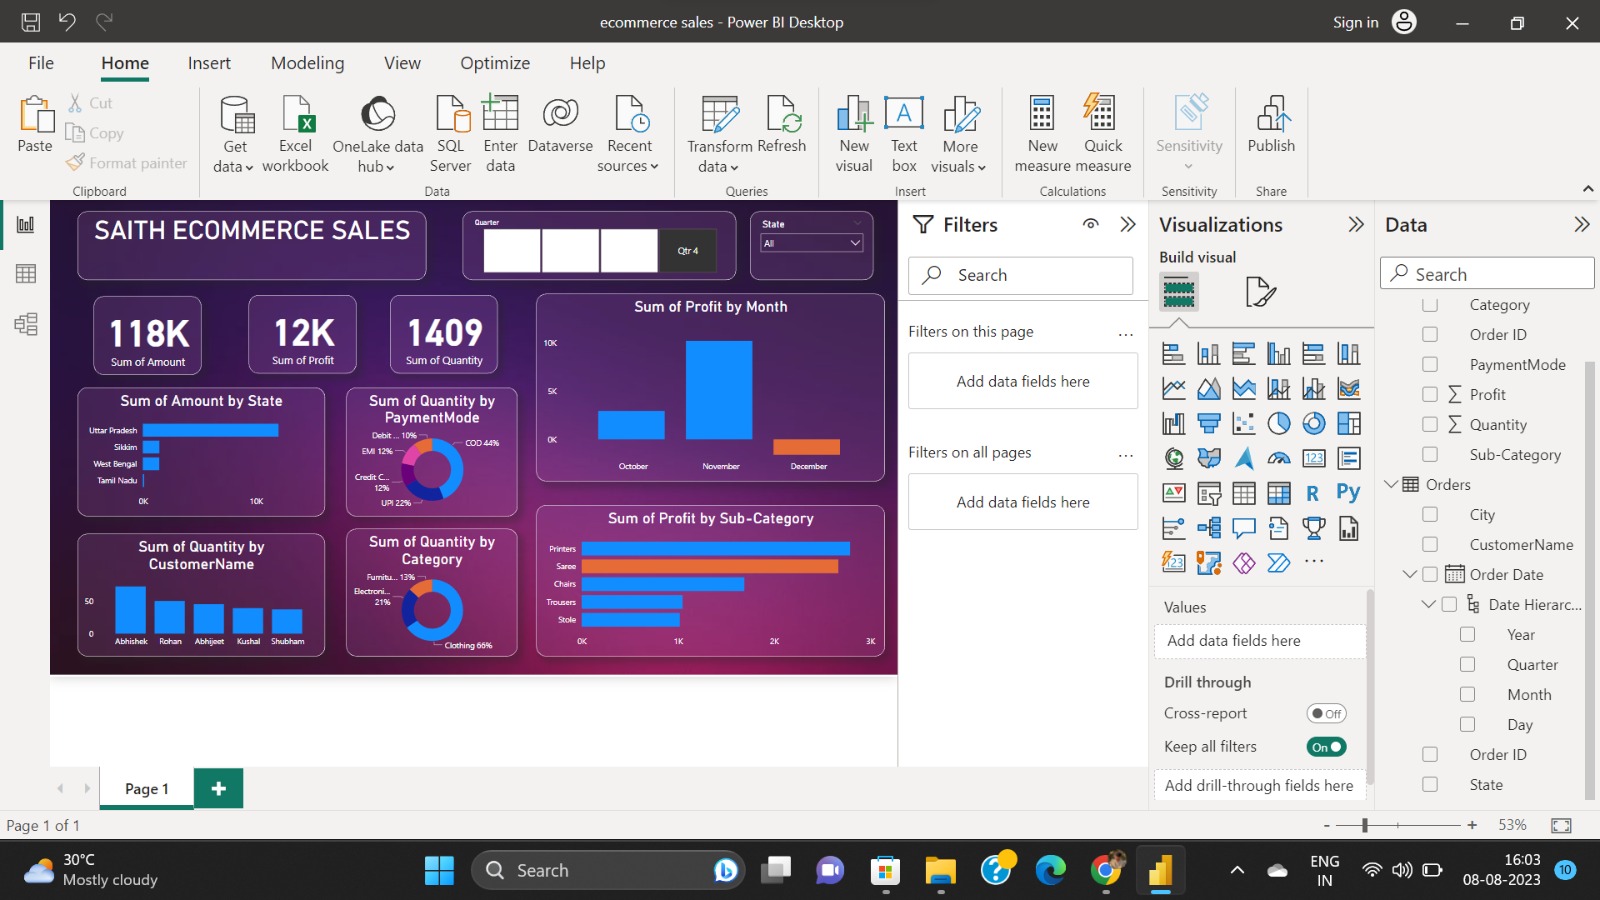 ecommerce sales - Power BI Desktop
Sign in
File Home Insert Modeling View Optimize Help
Paste
Cut
Copy
Format painter
Clipboard
Get data
Excel workbook
OneLake data hub
SQL Server
Enter data
Dataverse
Recent sources
Data
Transform data
Refresh
Queries
New visual
Text box
More visuals
Insert
New measure
Quick measure
Calculations
Sensitivity
Sensitivity
Publish
Share
SAITH ECOMMERCE SALES
Quarter
Qtr 4
State
All
118K
Sum of Amount
12K
Sum of Profit
1409
Sum of Quantity
Sum of Profit by Month
10K
5K
0K
October November December
Sum of Amount by State
Uttar Pradesh
Sikkim
West Bengal
Tamil Nadu
0K 10K
Sum of Quantity by
PaymentMode
Debit ... 10%
COD 44%
EMI 12%
Credit C...
12%
UPI 22%
Sum of Quantity by
CustomerName
50
0
Abhishek Rohan Abhijeet Kushal Shubham
Sum of Quantity by
Category
Furnitu... 13%
Electroni...
21%
Clothing 66%
Sum of Profit by Sub-Category
Printers
Saree
Chairs
Trousers
Stole
0K 1K 2K 3K
Filters
Search
Filters on this page
...
Add data fields here
Filters on all pages
...
Add data fields here
Visualizations
Build visual
123
R
Py
123
...
Values
Add data fields here
Drill through
Cross-report
Off
Keep all filters
On
Add drill-through fields here
Data
Search
Category
Order ID
PaymentMode
Σ Profit
Σ Quantity
Sub-Category
Orders
City
CustomerName
Order Date
Date Hierarc...
Year
Quarter
Month
Day
Order ID
State
Page 1
+
Page 1 of 1
- + 53%
30°C
Mostly cloudy
Search
ENG
IN
16:03
08-08-2023
10